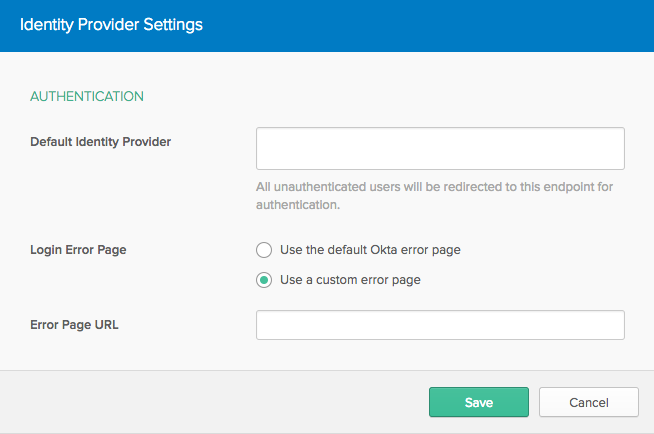 Identity Provider Settings
AUTHENTICATION
Default Identity Provider
All unauthenticated users will be redirected to this endpoint for
authentication.
Login Error Page
Use the default Okta error page
Use a custom error page
Error Page URL
Save
Cancel